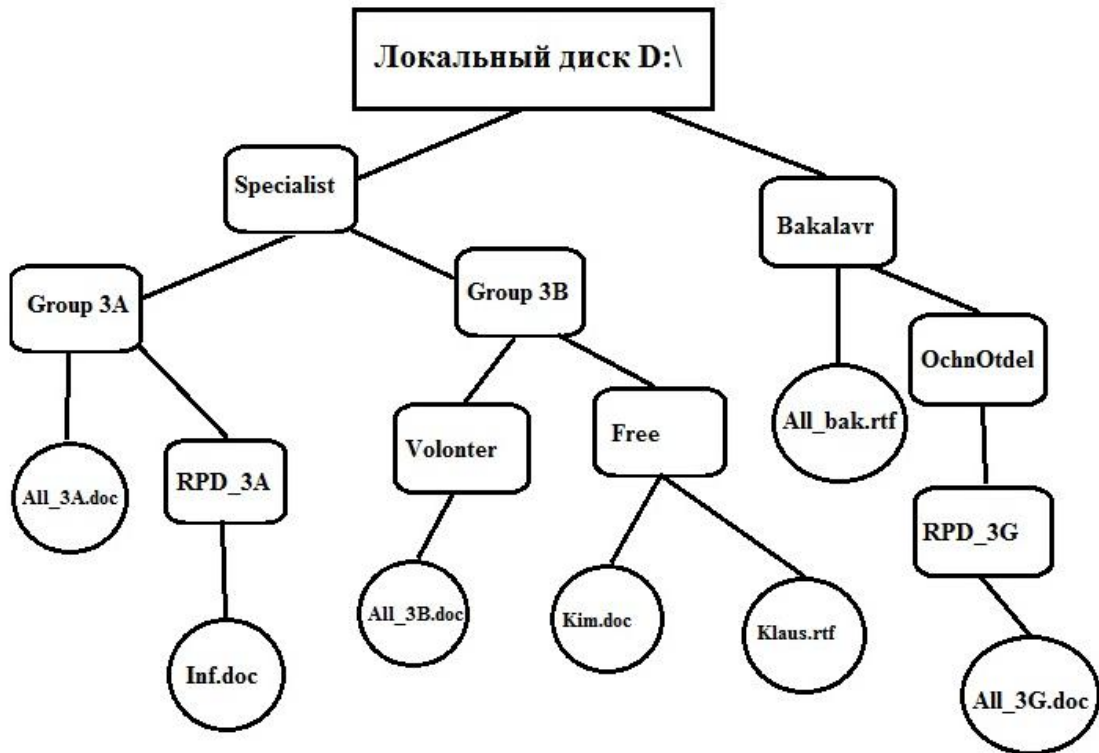 Локальный диск D:\
Specialist
Bakalavr
Group 3A
Group 3B
OchnOtdel
All_bak.rtf
Volonter
Free
RPD_3A
All_3A.doc
RPD_3G
All_3B.doc
Kim.doc
Klaus.rtf
Inf.doc
All_3G.doc